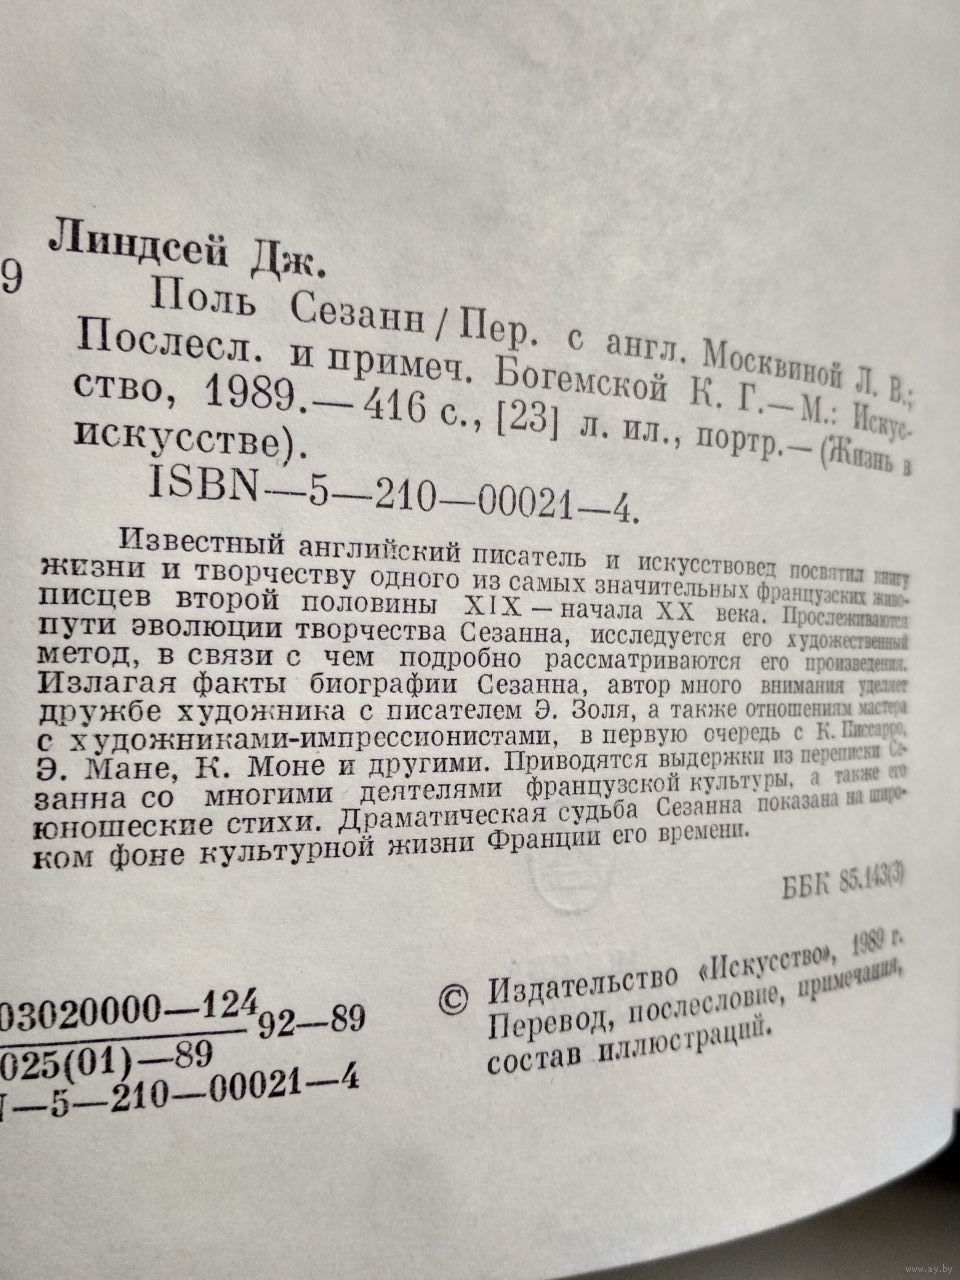 Линдсей Дж.
9
Поль Сезанн / Пер. с англ. Москвиной Л. В.;
Послесл. и примеч. Богемской К. Г.— М.: Искус-
ство, 1989.— 416 с., [23] л. ил., портр.— (Жизнь в
искусстве).
ISBN—5—210—00021—4.
Известный английский писатель и искусствовед посвятил книгу
жизни и творчеству одного из самых значительных французских живо-
писцев второй половины XIX — начала XX века. Прослеживаются
пути эволюции творчества Сезанна, исследуется его художественный
метод, в связи с чем подробно рассматриваются его произведения.
Излагая факты биографии Сезанна, автор много внимания уделяет
дружбе художника с писателем Э. Золя, а также отношениям мастера
с художниками-импрессионистами, в первую очередь с К. Писсарро,
Э. Мане, К. Моне и другими. Приводятся выдержки из переписки Се-
занна со многими деятелями французской культуры, а также его
юношеские стихи. Драматическая судьба Сезанна показана на широ-
ком фоне культурной жизни Франции его времени.
ББК 85.143(3)
03020000—124
025(01)—89
92—89
N—5—210—00021—4
© Издательство «Искусство», 1989 г.
Перевод, послесловие, примечания,
состав иллюстраций.
www.ay.by